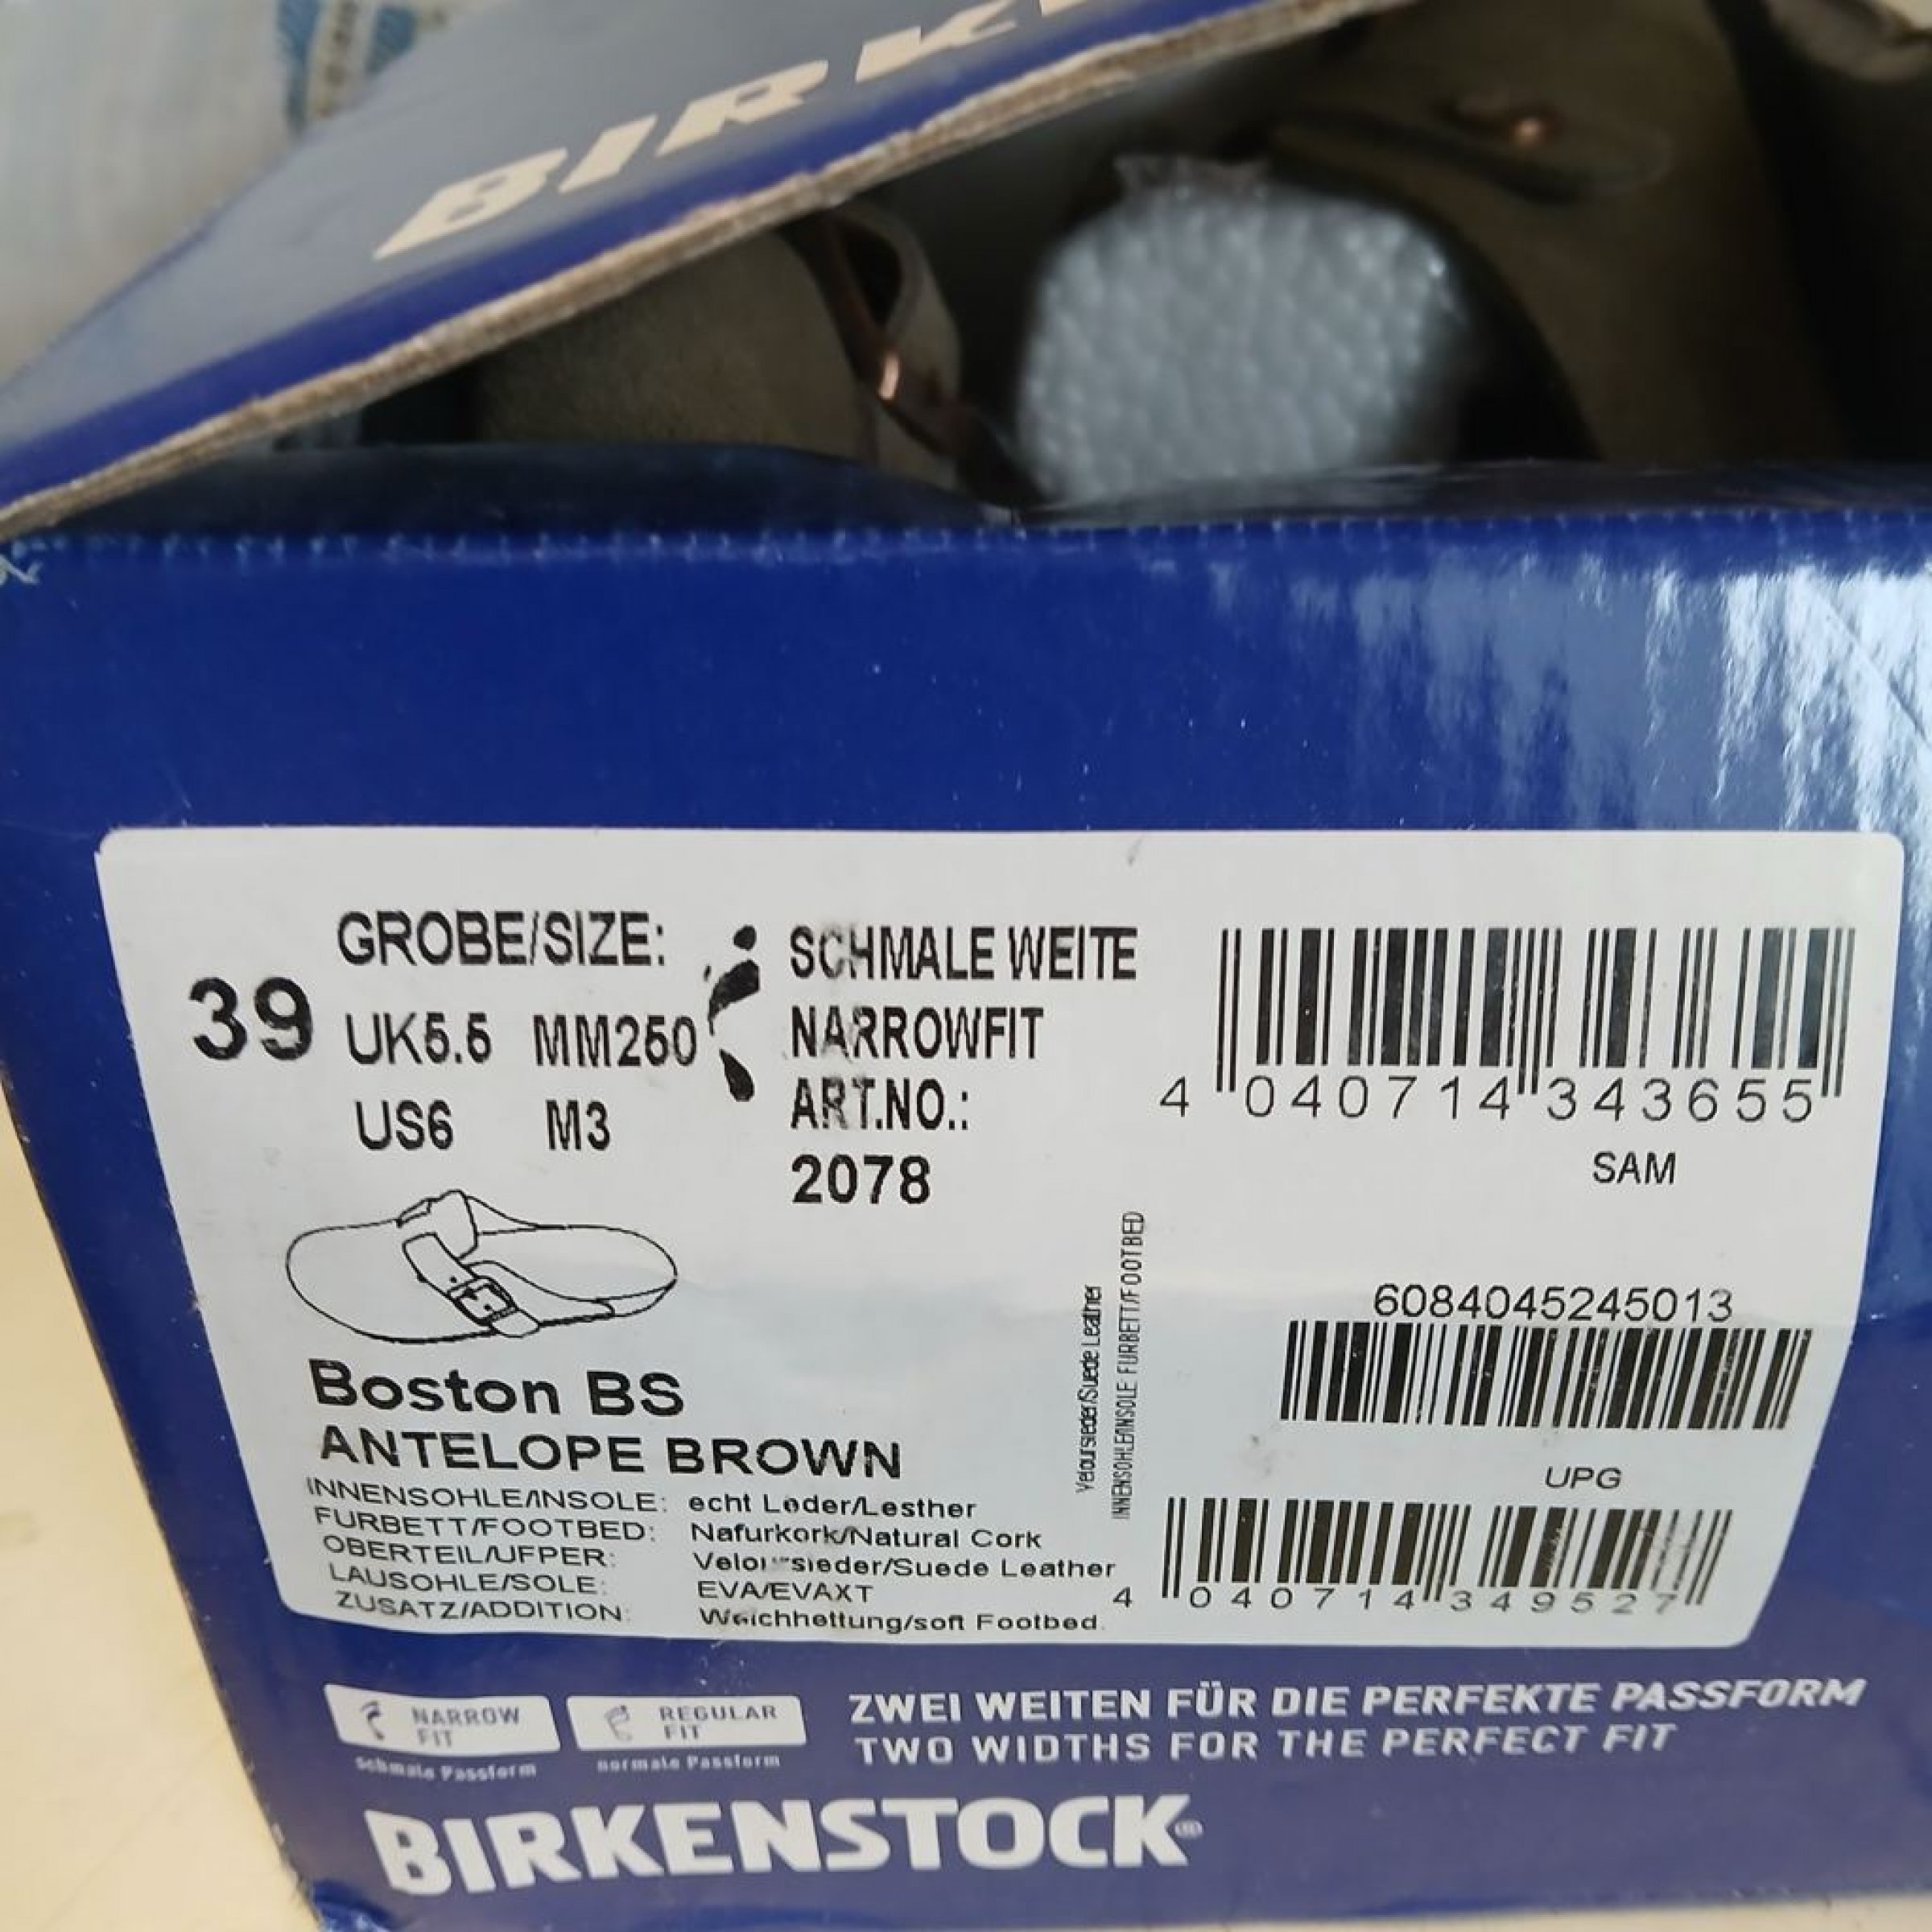 BIRK
GROBE/SIZE:
39 UK5.5 MM250
US6 M3
SCHMALE WEITE
NARROWFIT
ART.NO.:
2078
4 040714 343655
SAM
6084045245013
UPG
4 040714 349527
Veloursieder/Suede Leather
INNENSOHLE/INSOLE FURBETT/FOOTBED
Boston BS
ANTELOPE BROWN
INNENSOHLE/INSOLE: echt Leder/Lesther
FURBETT/FOOTBED: Nafurkork/Natural Cork
OBERTEIL/UFPER: /Suede Leather
LAUSOHLE/SOLE: EVA/EVAXT
ZUSATZ/ADDITION: Weichhettung/soft Footbed
NARROW
FIT
Schmale Passform
REGULAR
FIT
normale Passform
ZWEI WEITEN FÜR DIE PERFEKTE PASSFORM
TWO WIDTHS FOR THE PERFECT FIT
BIRKENSTOCK®